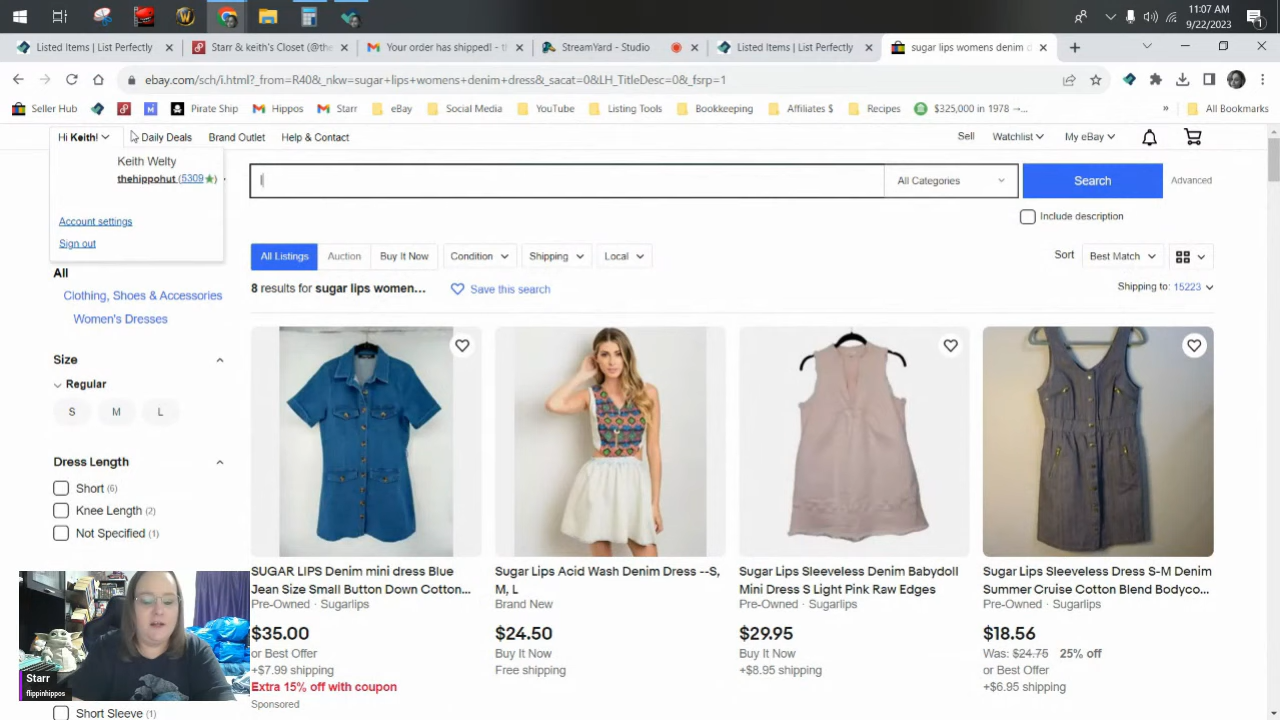 11:07 AM
9/22/2023
Listed Items | List Perfectly
Starr & keith's Closet (@the
Your order has shipped! -
StreamYard - Studio
Listed Items | List Perfectly
sugar lips womens denim d
ebay.com/sch/i.html?_from=R40&_nkw=sugar+lips+womens+denim+dress&_sacat=0&LH_TitleDesc=0&_fsrp=1
Seller Hub
Pirate Ship
Hippos
Starr
eBay
Social Media
YouTube
Listing Tools
Bookkeeping
Affiliates $
Recipes
$325,000 in 1978 →...
»
All Bookmarks
Hi Keith!
Daily Deals
Brand Outlet
Help & Contact
Sell
Watchlist
My eBay
Keith Welty
thehippohut (5309)
Account settings
Sign out
l
All Categories
Search
Advanced
Include description
All Listings
Auction
Buy It Now
Condition
Shipping
Local
Sort
Best Match
8 results for sugar lips women...
Save this search
Shipping to: 15223
All
Clothing, Shoes & Accessories
Women's Dresses
Size
Regular
S
M
L
Dress Length
Short (6)
Knee Length (2)
Not Specified (1)
Short Sleeve (1)
SUGAR LIPS Denim mini dress Blue
Jean Size Small Button Down Cotton...
Pre-Owned · Sugarlips
$35.00
or Best Offer
+$7.99 shipping
Extra 15% off with coupon
Sponsored
Sugar Lips Acid Wash Denim Dress --S,
M, L
Brand New
$24.50
Buy It Now
Free shipping
Sugar Lips Sleeveless Denim Babydoll
Mini Dress S Light Pink Raw Edges
Pre-Owned · Sugarlips
$29.95
Buy It Now
+$8.95 shipping
Sugar Lips Sleeveless Dress S-M Denim
Summer Cruise Cotton Blend Bodyco...
Pre-Owned · Sugarlips
$18.56
Was: $24.75 25% off
or Best Offer
+$6.95 shipping
Starr
flippinhippos